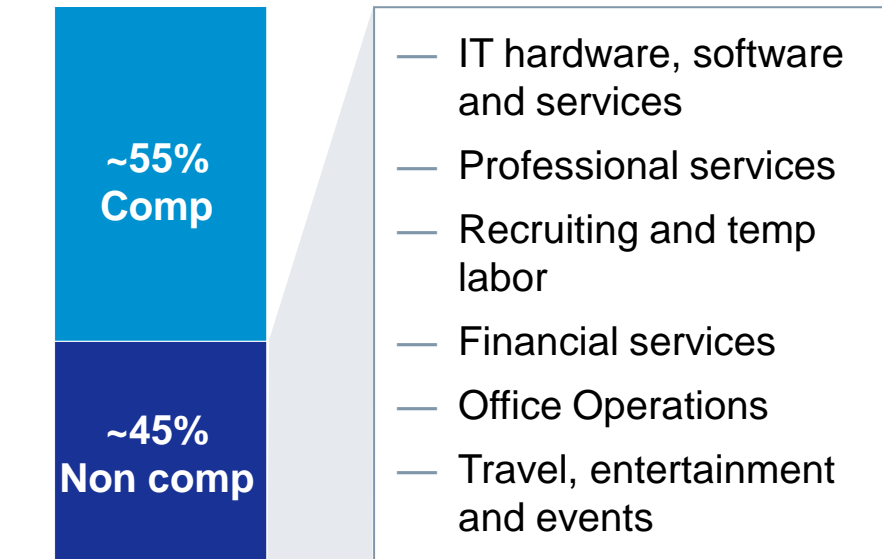 ~55%
Comp
~45%
Non comp
— IT hardware, software
and services
— Professional services
— Recruiting and temp
labor
— Financial services
— Office Operations
— Travel, entertainment
and events